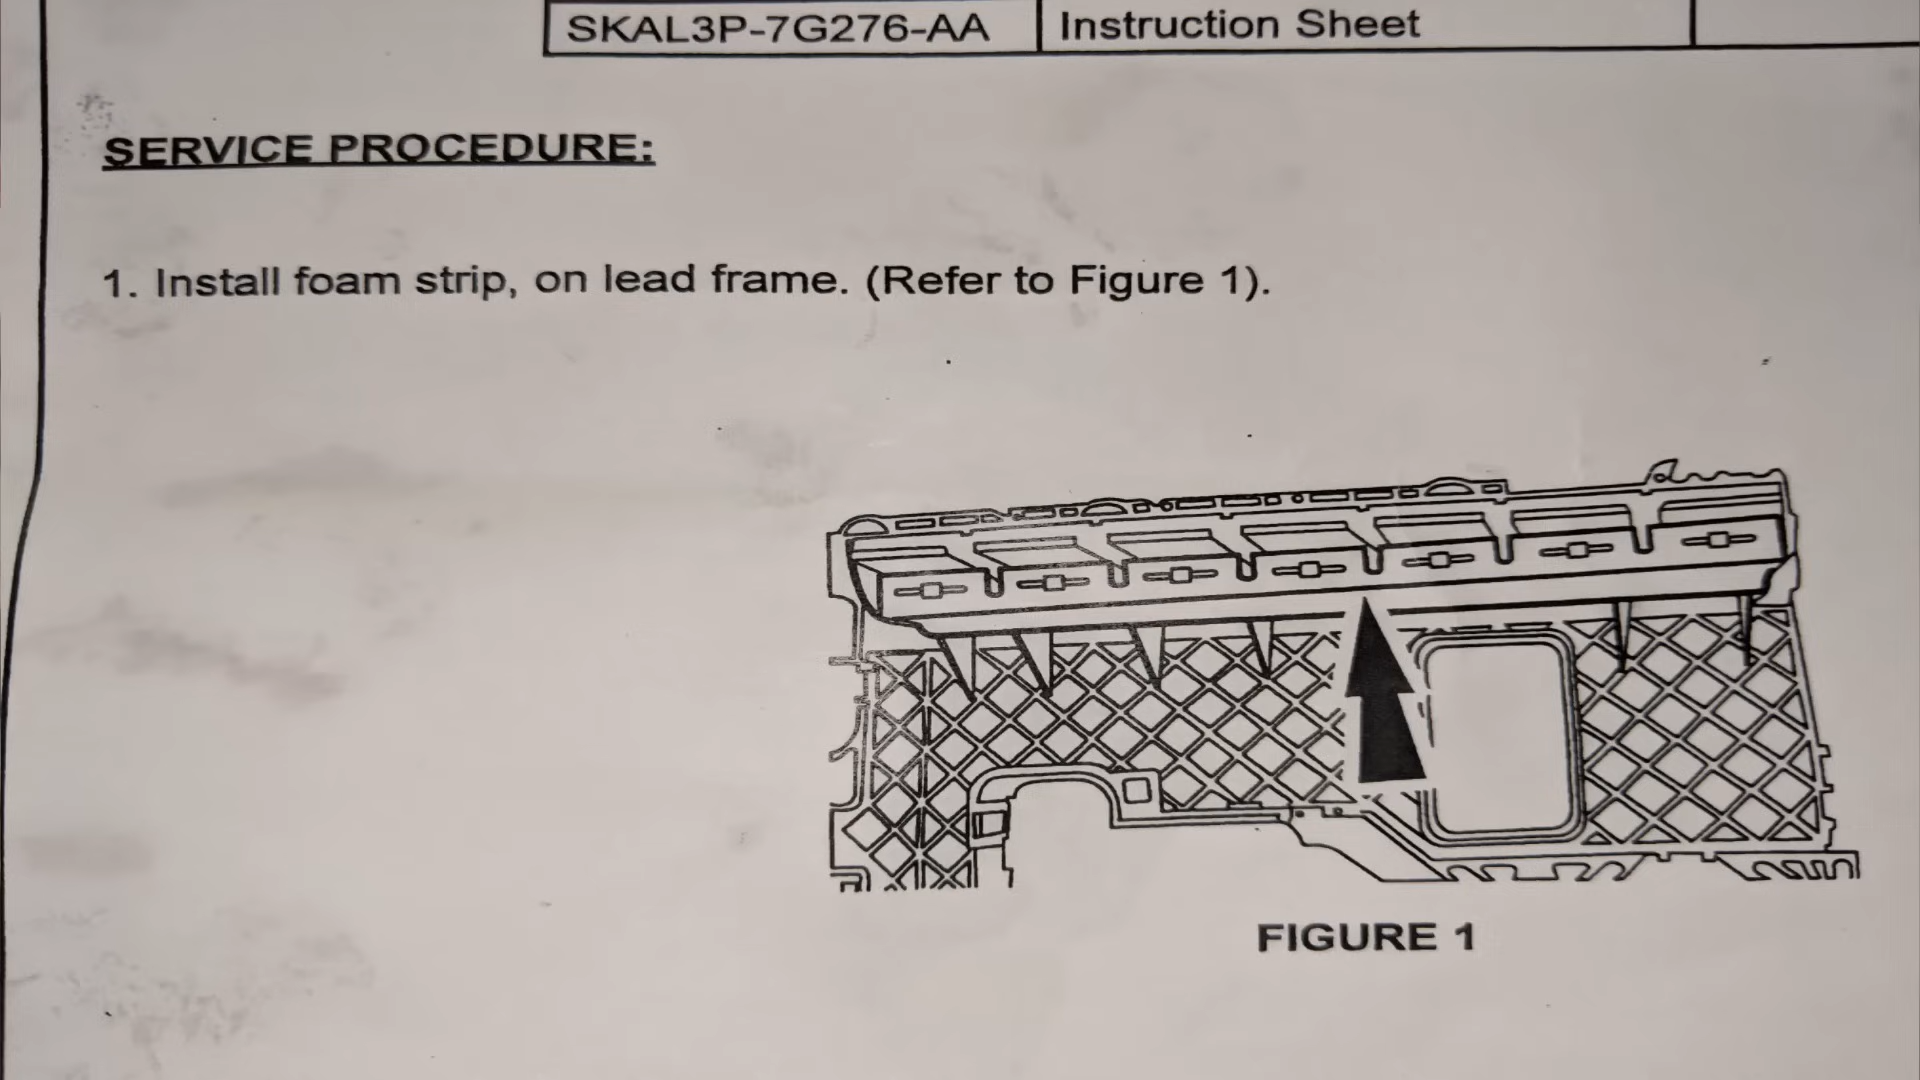 SKAL3P-7G276-AA Instruction Sheet
SERVICE PROCEDURE:
1. Install foam strip, on lead frame. (Refer to Figure 1).
FIGURE 1